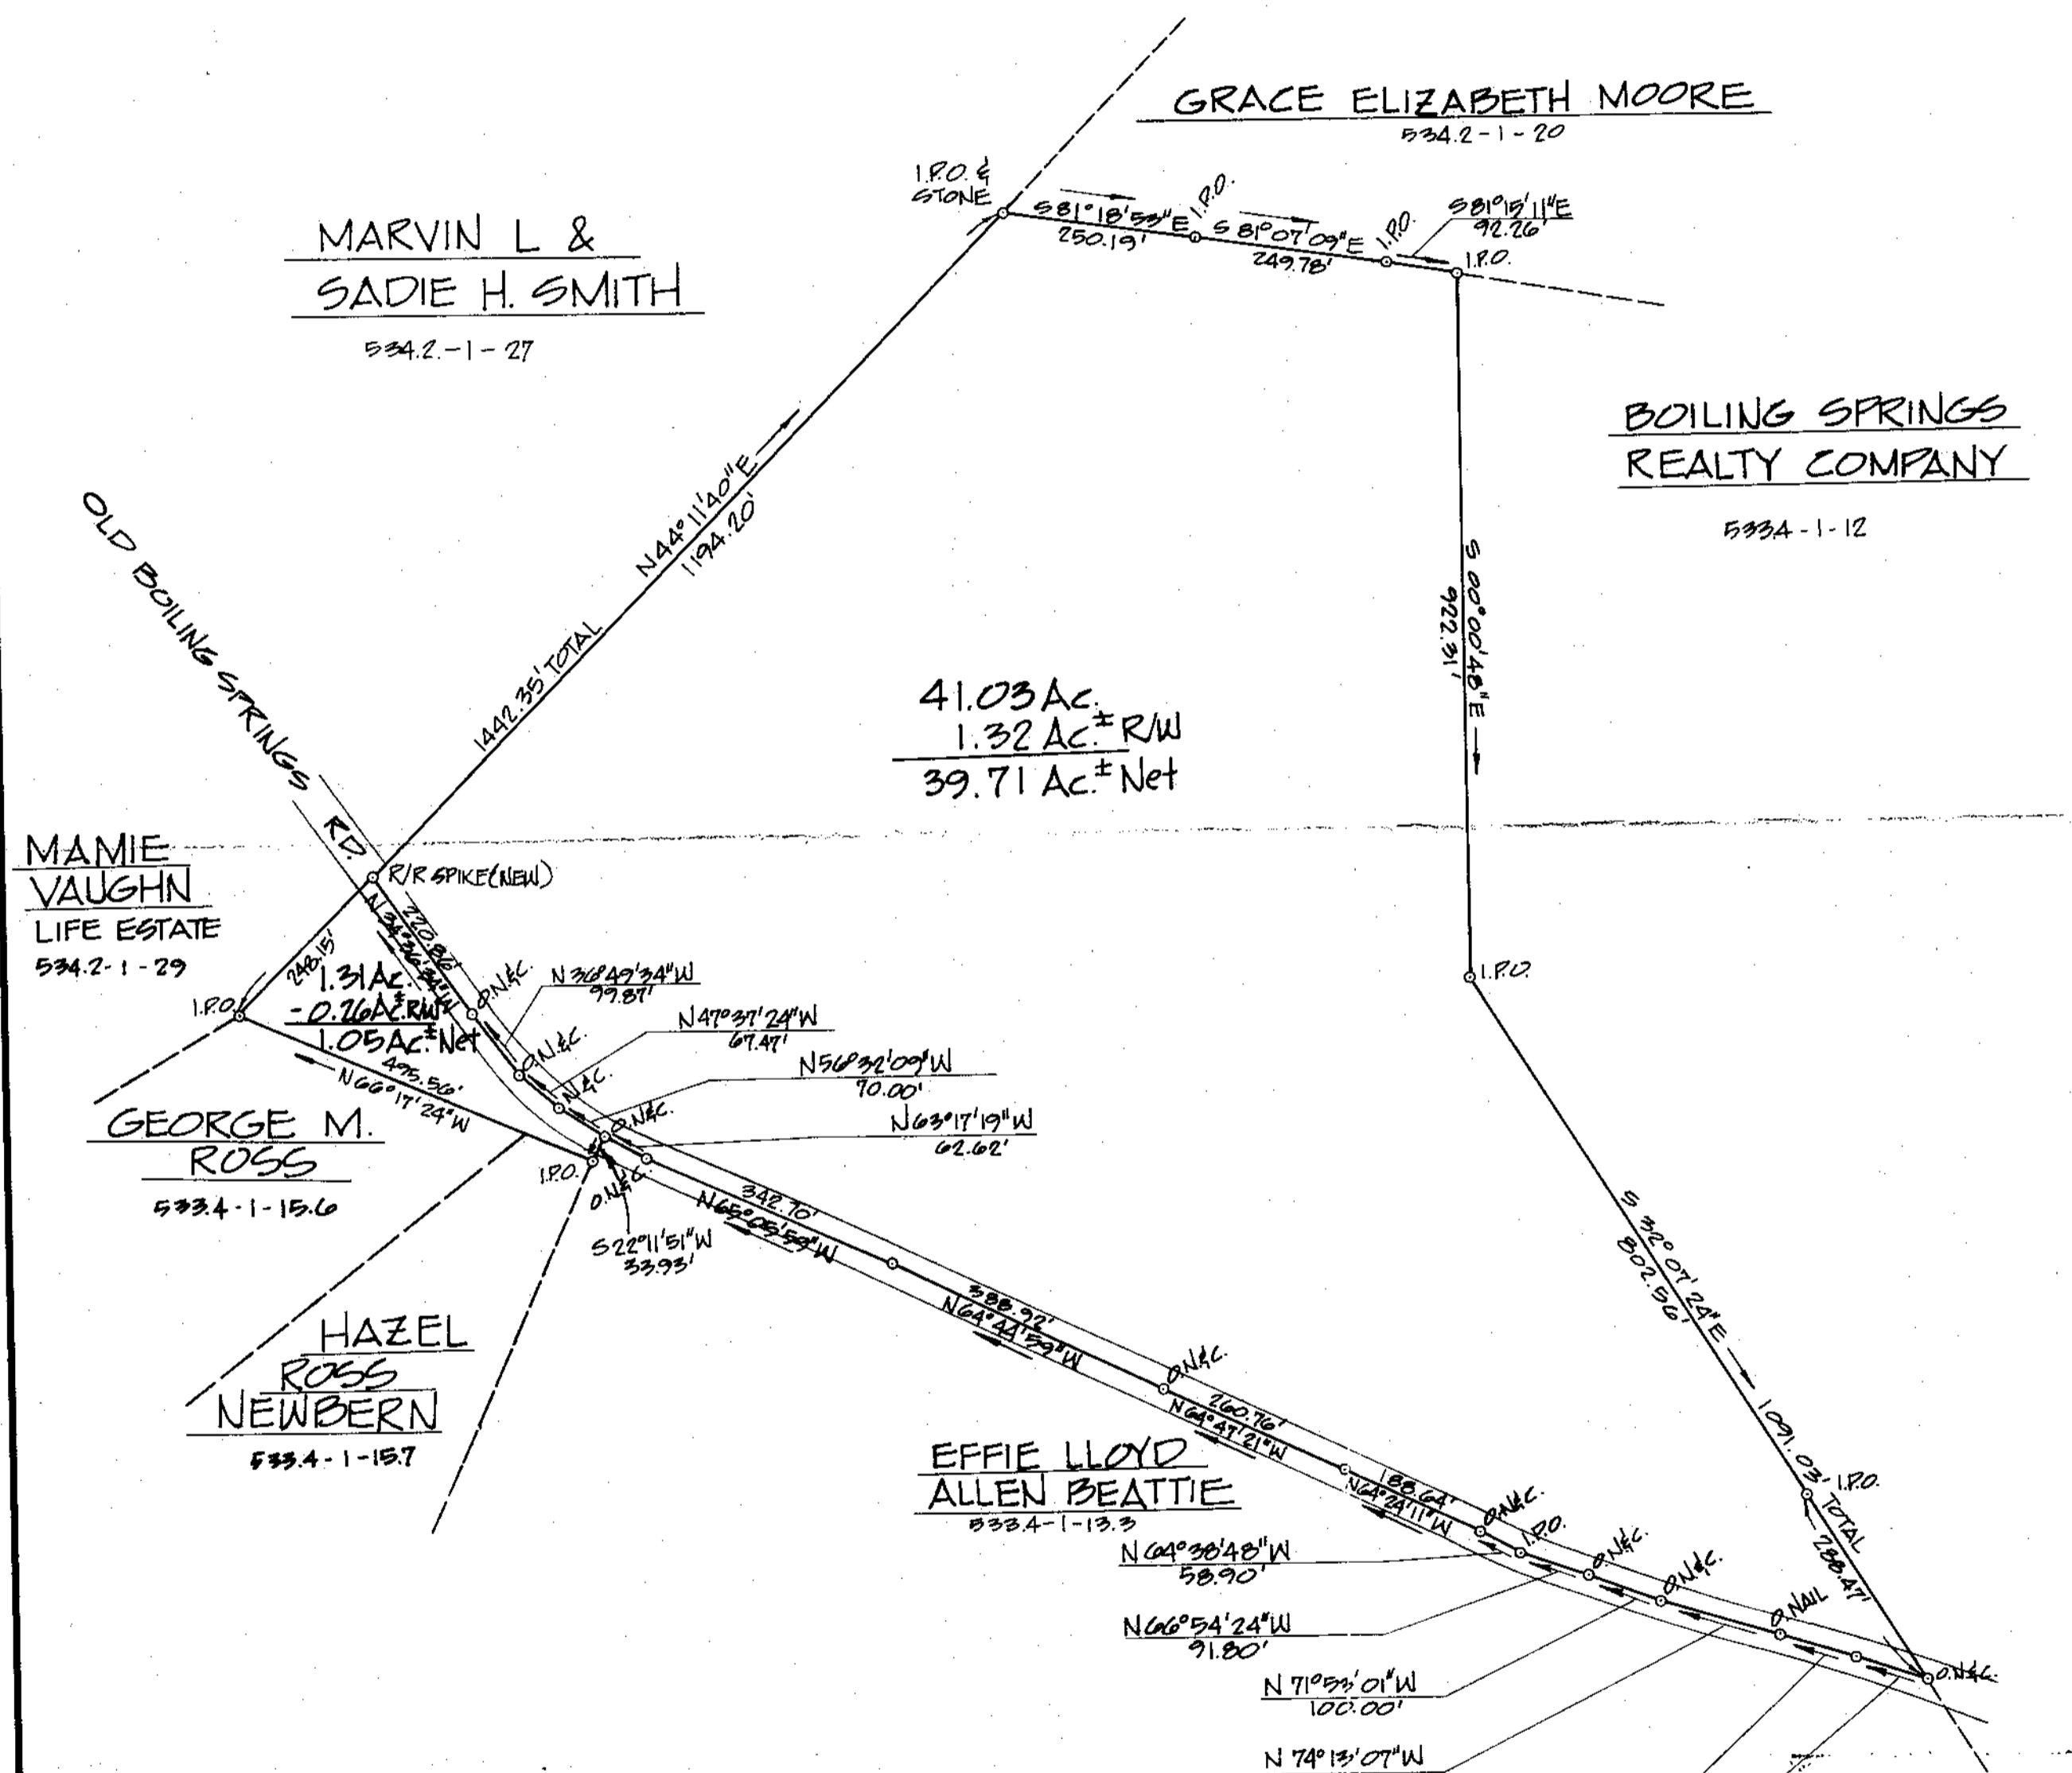 GRACE ELIZABETH MOORE
534.2-1-20
I.P.O. &
STONE
S81°18'53"E
250.19'
I.P.O.
S 81°07'09"E
249.78'
I.P.O.
S81°15'11"E
92.26'
I.P.O.
MARVIN L &
SADIE H. SMITH
534.2.-1-27
BOILING SPRINGS
REALTY COMPANY
533.4-1-12
N44°11'40"E
1194.20'
1442.35' TOTAL
S 00°00'48"E
922.31'
OLD BOILING SPRINGS
RD.
41.03 Ac.
1.32 Ac.± R/W
39.71 Ac.± Net
MAMIE
VAUGHN
LIFE ESTATE
534.2-1-29
R/R SPIKE(NEW)
220.86'
248.15'
I.P.O.
1.31 Ac.
-0.26 Ac.± R/W
1.05 Ac.± Net
495.56'
N66°17'24"W
O.N.&C.
N36°49'34"W
99.87'
O.N.&C.
N47°37'24"W
67.47'
N.&C.
N56°32'09"W
70.00'
O.N.&C.
N63°17'19"W
62.62'
I.P.O.
O.N.&C.
S22°11'51"W
33.93'
I.P.O.
GEORGE M.
ROSS
533.4-1-15.6
342.70'
N65°05'59"W
HAZEL
ROSS
NEWBERN
533.4-1-15.7
388.92'
N64°44'59"W
O.N.&C.
260.76'
N64°47'21"W
EFFIE LLOYD
ALLEN BEATTIE
533.4-1-13.3
188.64'
N64°24'11"W
O.N.&C.
I.P.O.
N64°38'48"W
58.90'
O.N.&C.
N66°54'24"W
91.80'
O.N.&C.
N 71°53'01"W
100.00'
O.NAIL
N 74°13'07"W
S 32°07'24"E
802.56'
1091.03' TOTAL
I.P.O.
288.47'
O.N.&C.